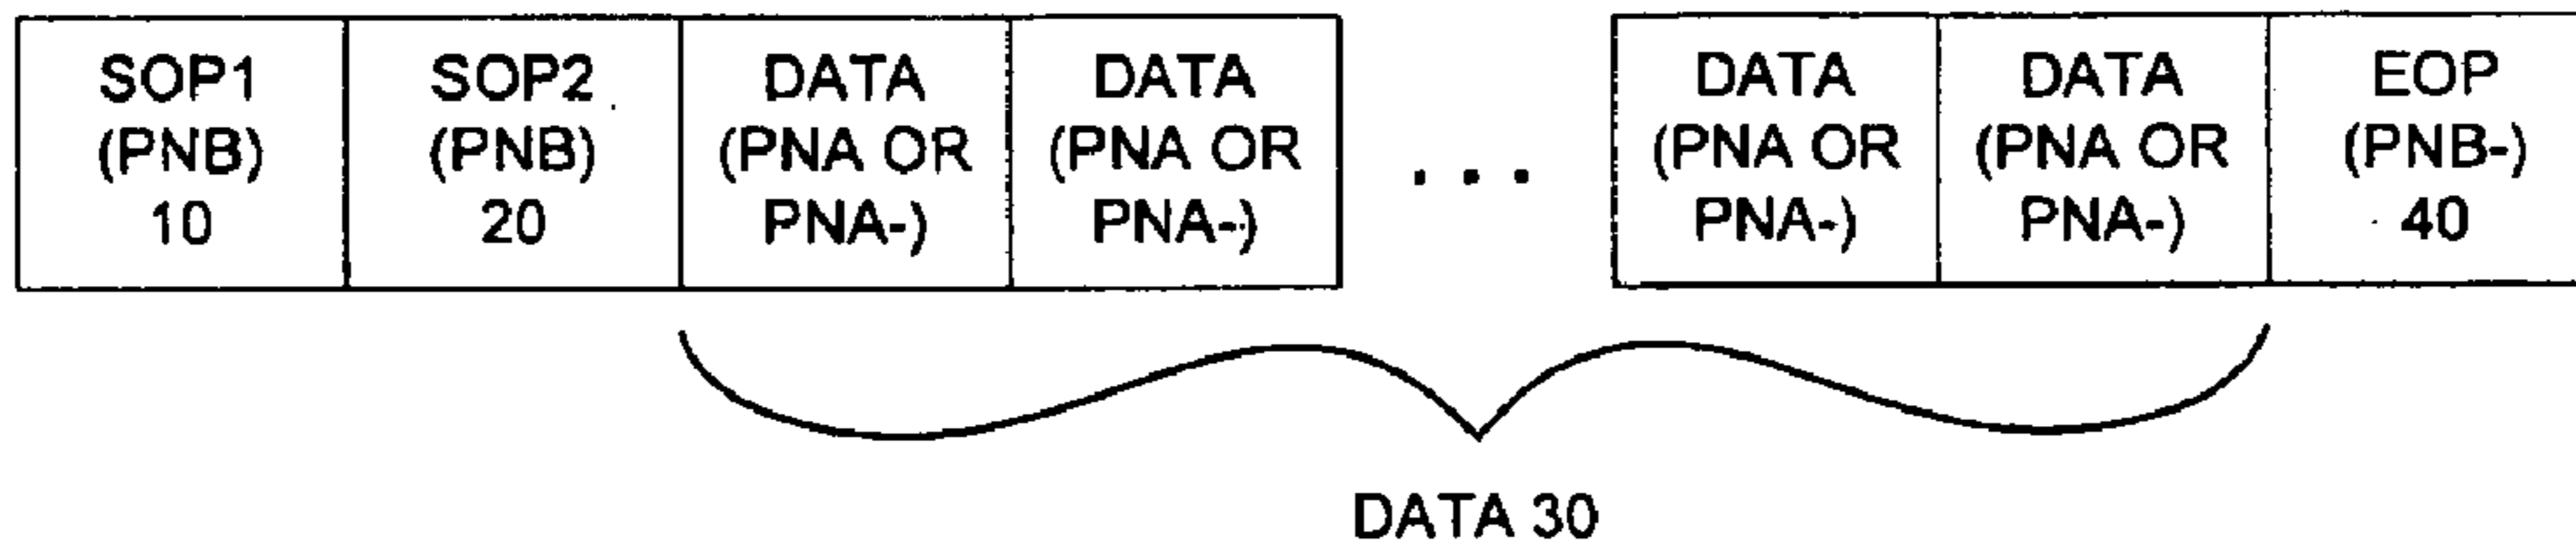 SOP1
(PNB)
10
SOP2
(PNB)
20
DATA
(PNA OR
PNA-)
DATA
(PNA OR
PNA-)
. . .
DATA
(PNA OR
PNA-)
DATA
(PNA OR
PNA-)
EOP
(PNB-)
40
DATA 30